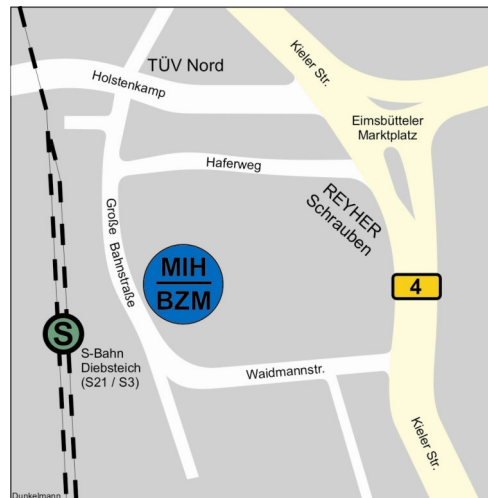 TÜV Nord
Kieler Str.
Holstenkamp
Eimsbütteler
Marktplatz
Haferweg
REYHER
Schrauben
Große Bahnstraße
MIH
BZM
4
S
S-Bahn
Diebsteich
(S21 / S3)
Waidmannstr.
Kieler Str.
Dunkelmann